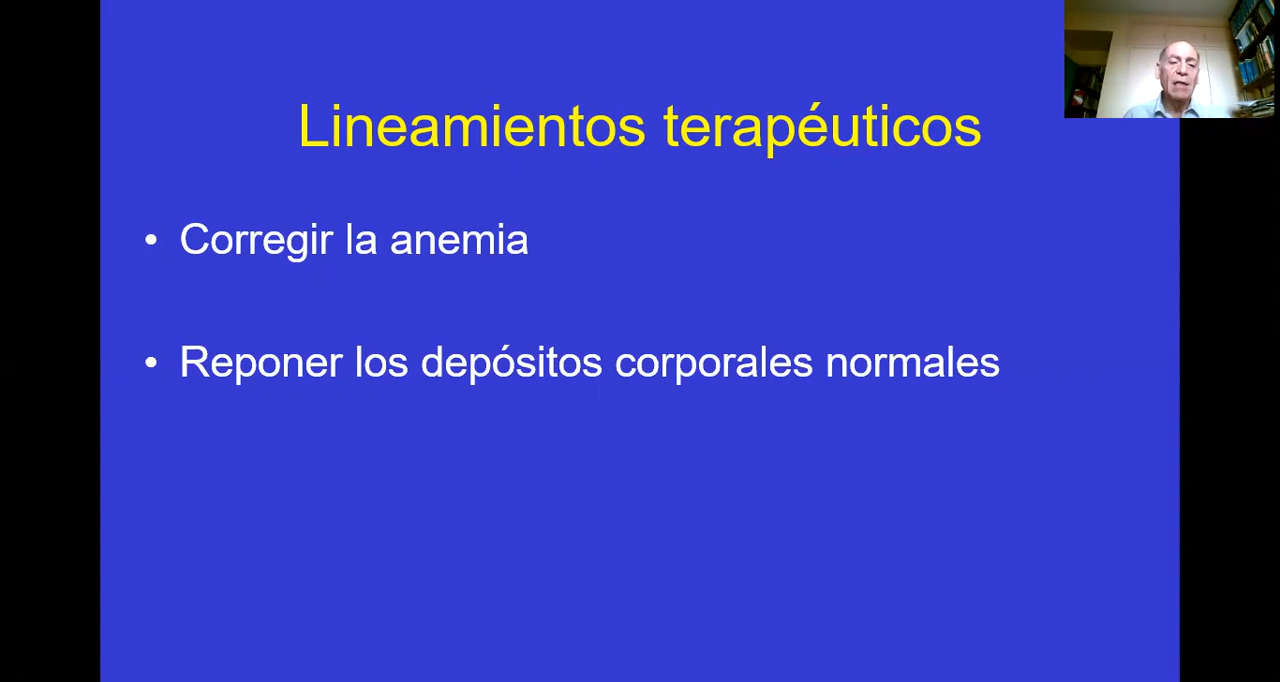 Lineamientos terapéuticos
• Corregir la anemia
• Reponer los depósitos corporales normales